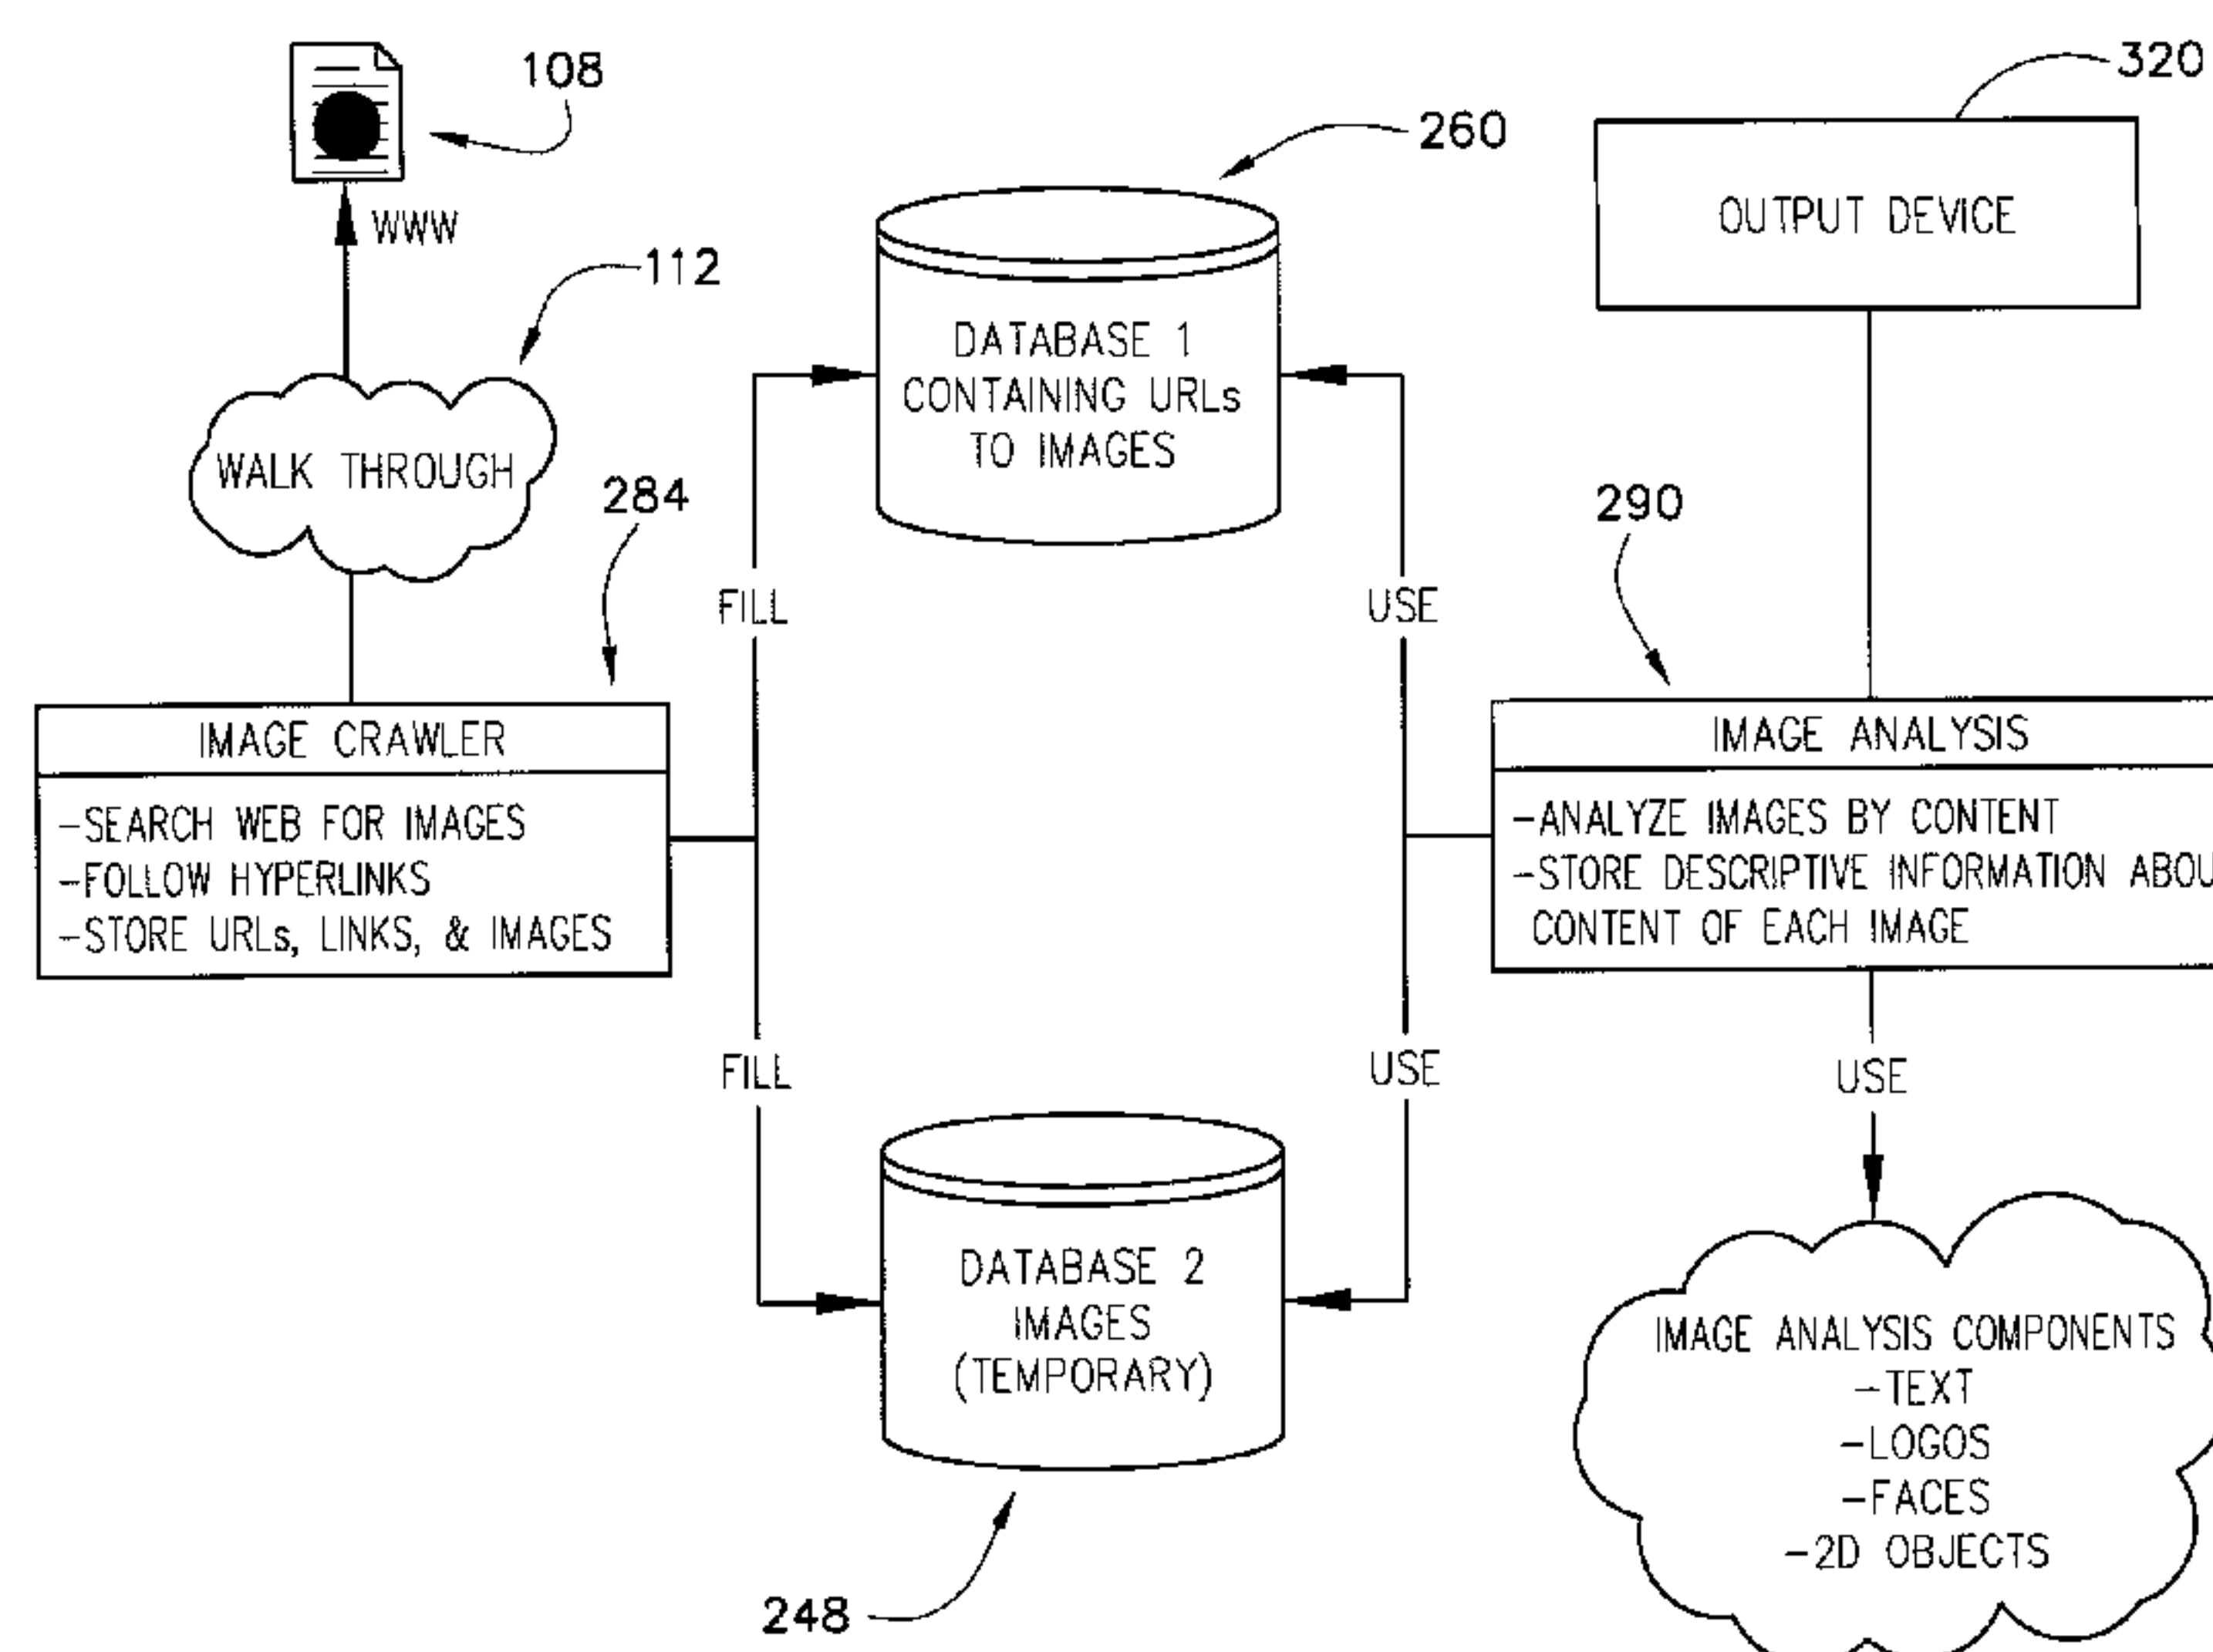 108
WWW
112
WALK THROUGH
284
IMAGE CRAWLER
-SEARCH WEB FOR IMAGES
-FOLLOW HYPERLINKS
-STORE URLs, LINKS, & IMAGES
FILL
FILL
260
DATABASE 1
CONTAINING URLs
TO IMAGES
DATABASE 2
IMAGES
(TEMPORARY)
248
USE
USE
320
OUTPUT DEVICE
290
IMAGE ANALYSIS
-ANALYZE IMAGES BY CONTENT
-STORE DESCRIPTIVE INFORMATION ABOU
CONTENT OF EACH IMAGE
USE
IMAGE ANALYSIS COMPONENTS
-TEXT
-LOGOS
-FACES
-2D OBJECTS